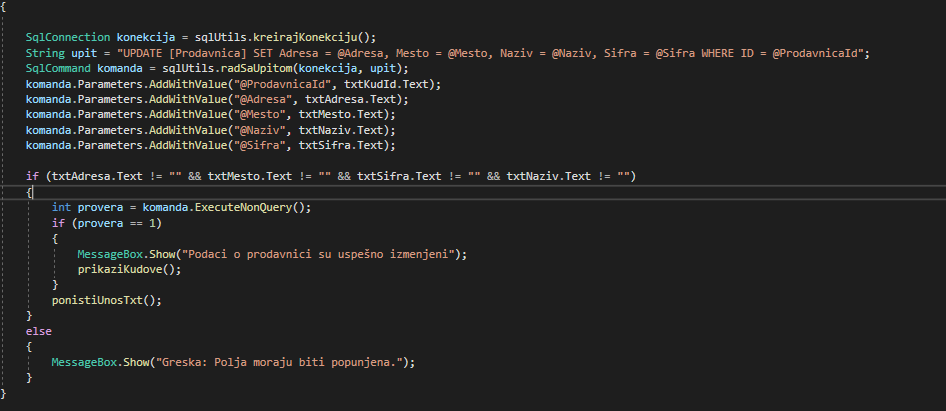 {
SqlConnection konekcija = sqlUtils.kreirajKonekciju();
String upit = "UPDATE [Prodavnica] SET Adresa = @Adresa, Mesto = @Mesto, Naziv = @Naziv, Sifra = @Sifra WHERE ID = @ProdavnicaId";
SqlCommand komanda = sqlUtils.radSaUpitom(konekcija, upit);
komanda.Parameters.AddWithValue("@ProdavnicaId", txtKudId.Text);
komanda.Parameters.AddWithValue("@Adresa", txtAdresa.Text);
komanda.Parameters.AddWithValue("@Mesto", txtMesto.Text);
komanda.Parameters.AddWithValue("@Naziv", txtNaziv.Text);
komanda.Parameters.AddWithValue("@Sifra", txtSifra.Text);
if (txtAdresa.Text != "" && txtMesto.Text != "" && txtSifra.Text != "" && txtNaziv.Text != "")
{
int provera = komanda.ExecuteNonQuery();
if (provera == 1)
{
MessageBox.Show("Podaci o prodavnici su uspešno izmenjeni");
prikaziKudove();
}
ponistiUnosTxt();
}
else
{
MessageBox.Show("Greska: Polja moraju biti popunjena.");
}
}